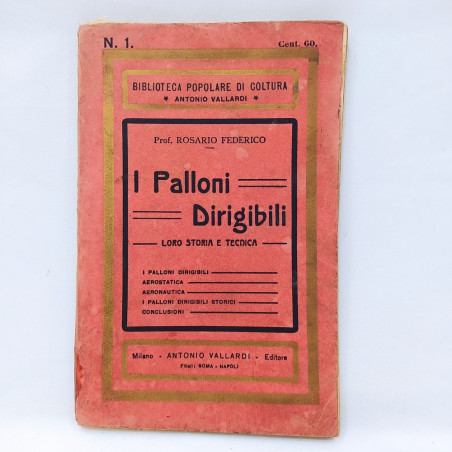 N. 1.
Cent. 60.
BIBLIOTECA POPOLARE DI COLTURA
* ANTONIO VALLARDI *
Prof. ROSARIO FEDERICO
I Palloni
Dirigibili
LORO STORIA E TECNICA
I PALLONI DIRIGIBILI
AEROSTATICA
AERONAUTICA
I PALLONI DIRIGIBILI STORICI
CONCLUSIONI
Milano - ANTONIO VALLARDI - Editore
Filiali ROMA - NAPOLI